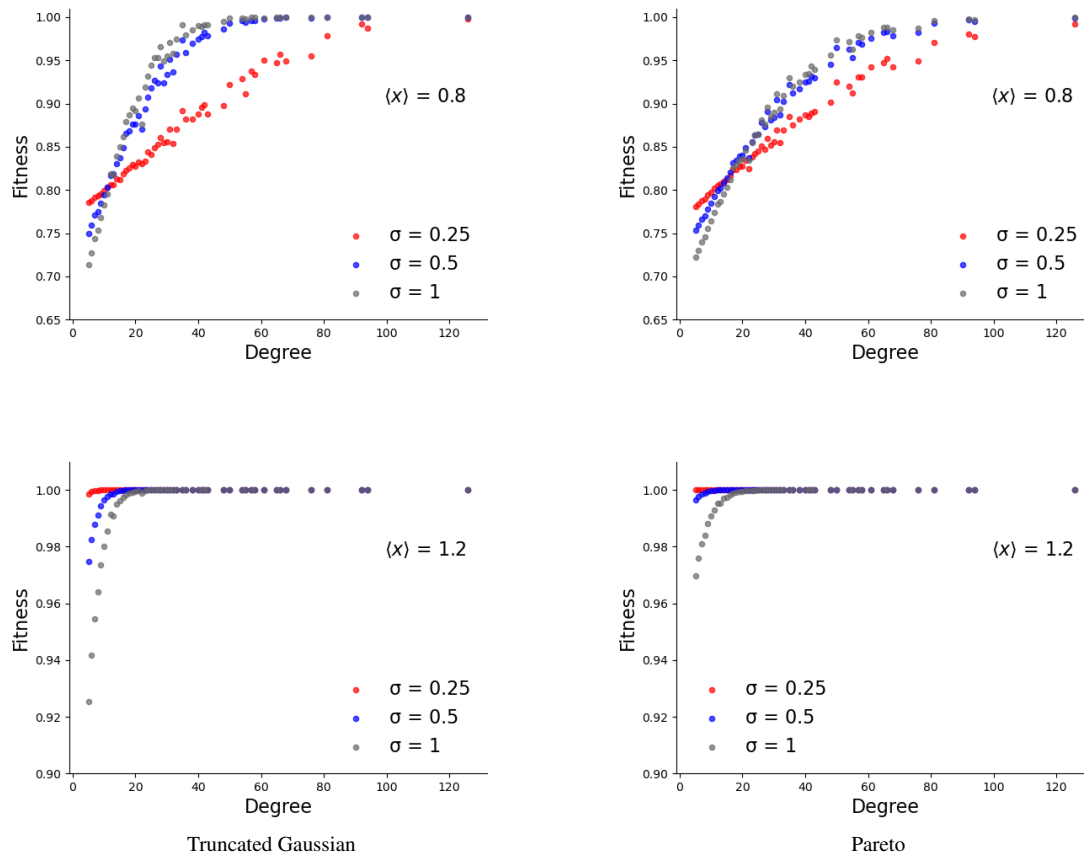 1.00
0.95
0.90
0.85
0.80
0.75
0.70
0.65
Fitness
⟨x⟩ = 0.8
σ = 0.25
σ = 0.5
σ = 1
0 20 40 60 80 100 120
Degree
1.00
0.95
0.90
0.85
0.80
0.75
0.70
0.65
Fitness
⟨x⟩ = 0.8
σ = 0.25
σ = 0.5
σ = 1
0 20 40 60 80 100 120
Degree
1.00
0.98
0.96
0.94
0.92
0.90
Fitness
⟨x⟩ = 1.2
σ = 0.25
σ = 0.5
σ = 1
0 20 40 60 80 100 120
Degree
Truncated Gaussian
1.00
0.98
0.96
0.94
0.92
0.90
Fitness
⟨x⟩ = 1.2
σ = 0.25
σ = 0.5
σ = 1
0 20 40 60 80 100 120
Degree
Pareto